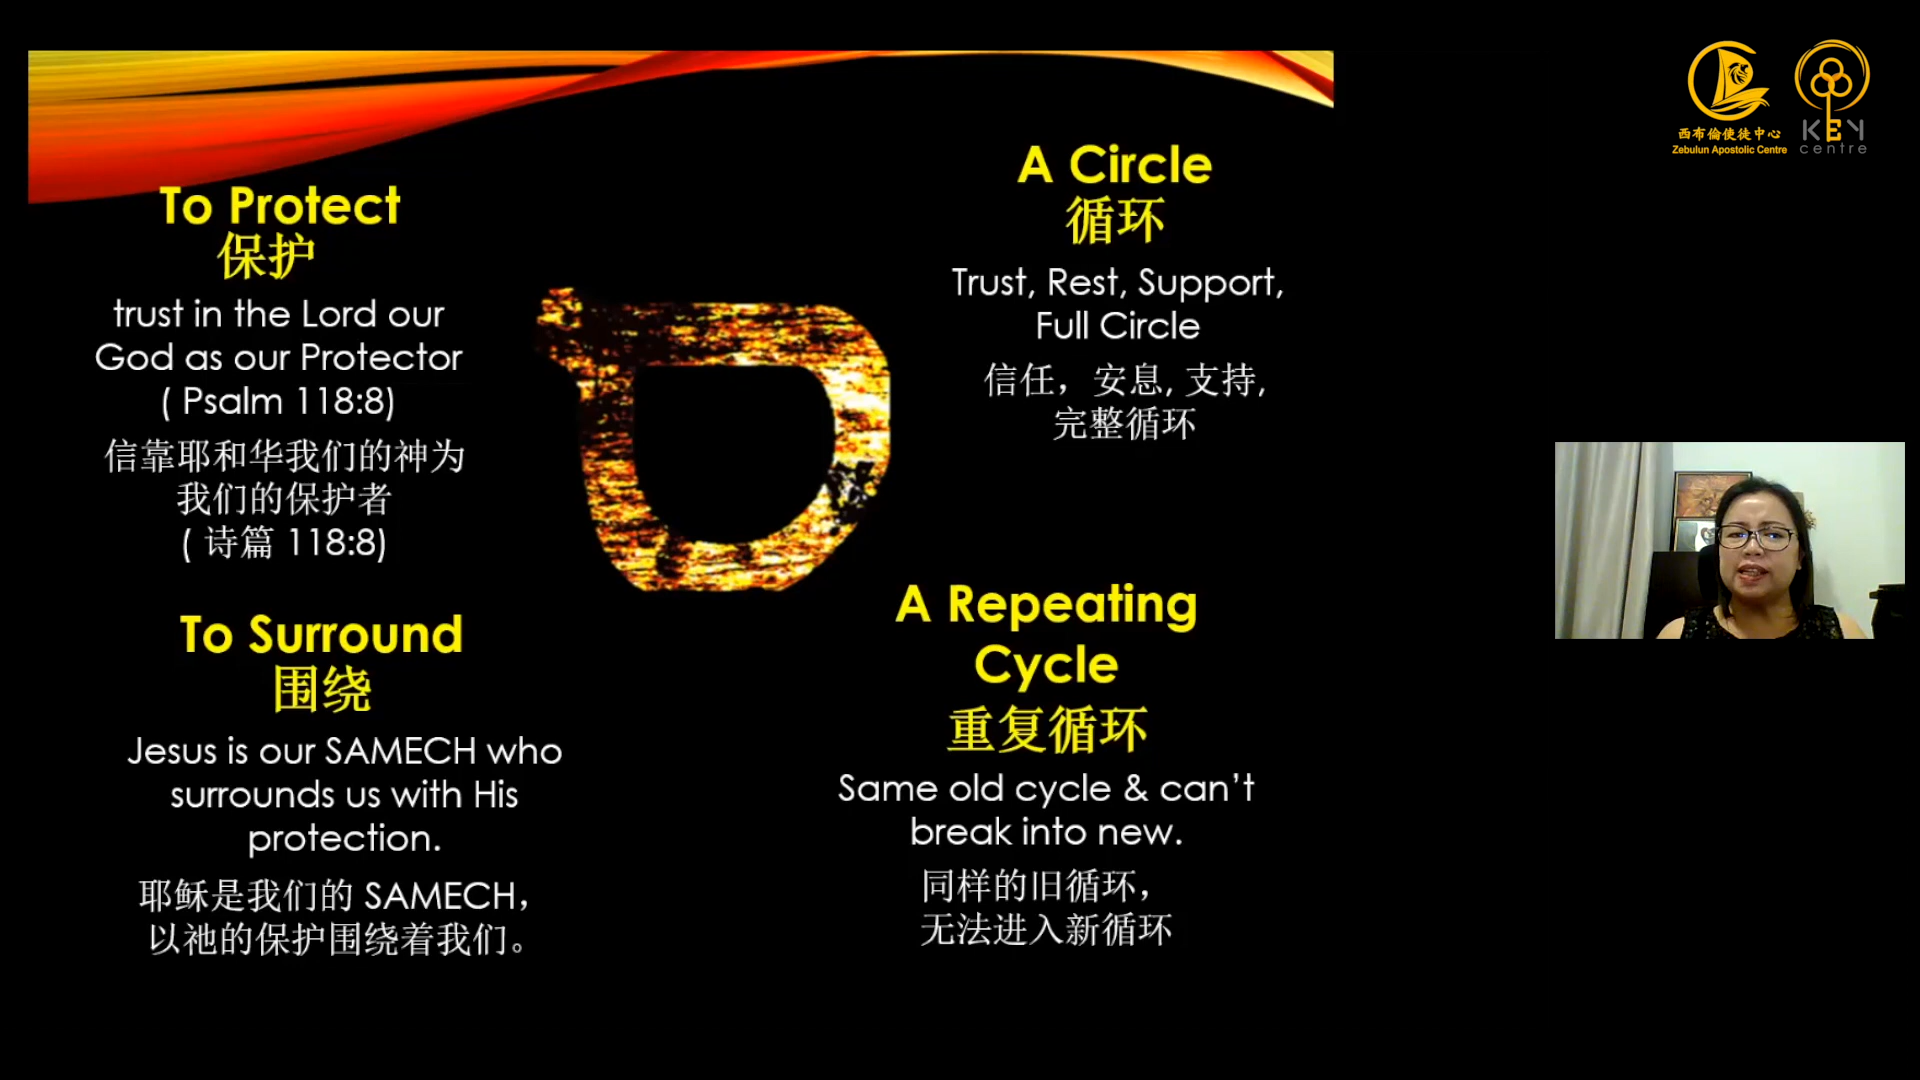 To Protect
保护
trust in the Lord our
God as our Protector
( Psalm 118:8)
信靠耶和华我们的神为
我们的保护者
( 诗篇 118:8)
To Surround
围绕
Jesus is our SAMECH who
surrounds us with His
protection.
耶稣是我们的 SAMECH，
以祂的保护围绕着我们。
ס
A Circle
循环
Trust, Rest, Support,
Full Circle
信任，安息, 支持,
完整循环
A Repeating
Cycle
重复循环
Same old cycle & can’t
break into new.
同样的旧循环，
无法进入新循环
西布倫使徒中心
Zebulun Apostolic Centre
KEY
centre